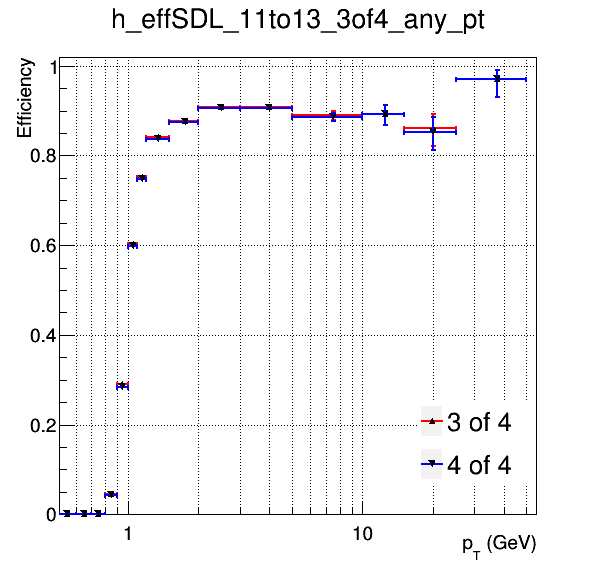 h_effSDL_11to13_3of4_any_pt
Efficiency
1
0.8
0.6
0.4
0.2
0
3 of 4
4 of 4
1
10
p_T (GeV)